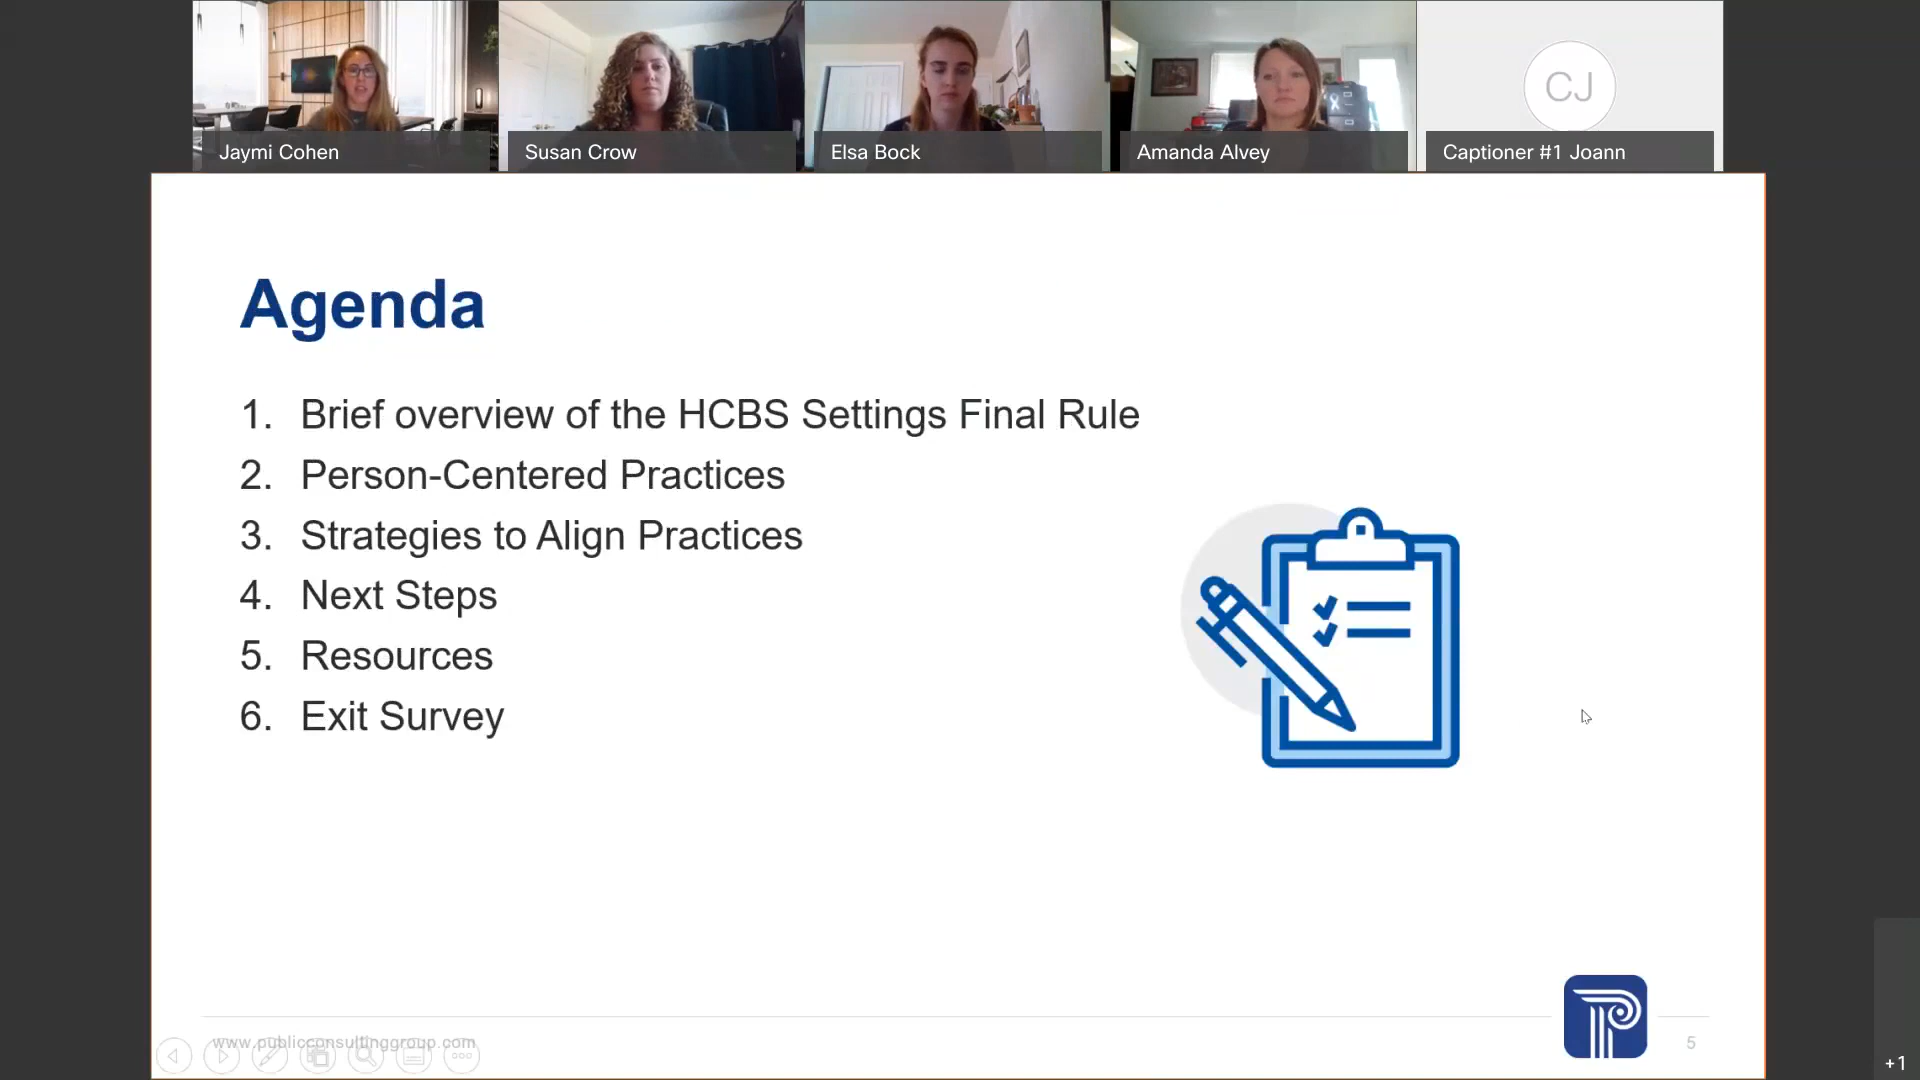 Jaymi Cohen
Susan Crow
Elsa Bock
Amanda Alvey
CJ
Captioner #1 Joann
Agenda
1. Brief overview of the HCBS Settings Final Rule
2. Person-Centered Practices
3. Strategies to Align Practices
4. Next Steps
5. Resources
6. Exit Survey
www.publicconsultinggroup.com
5
+1